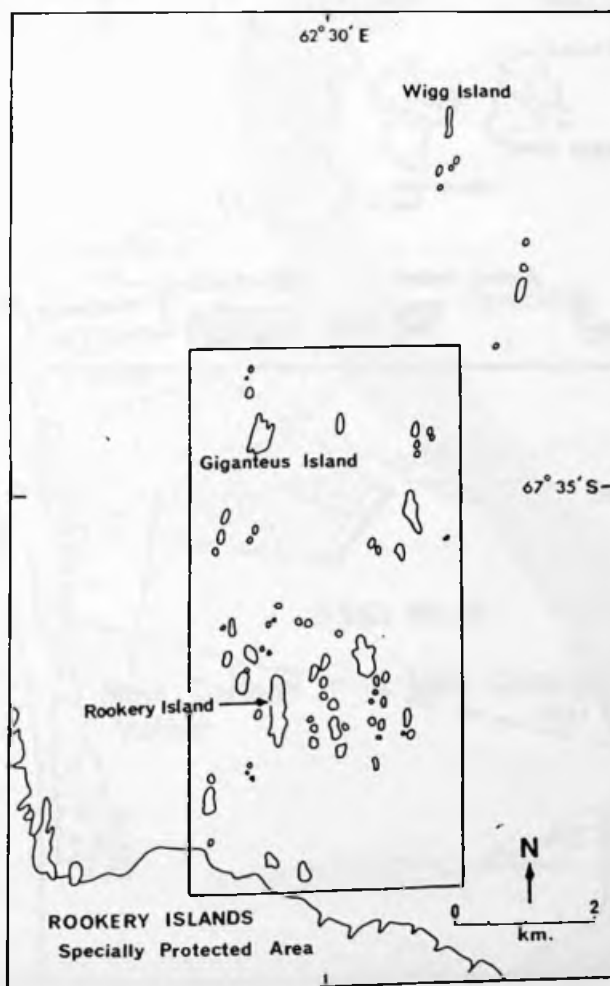 62° 30′ E
Wigg Island
Giganteus Island
67° 35′ S
Rookery Island
N
0 2
km.
ROOKERY ISLANDS
Specially Protected Area